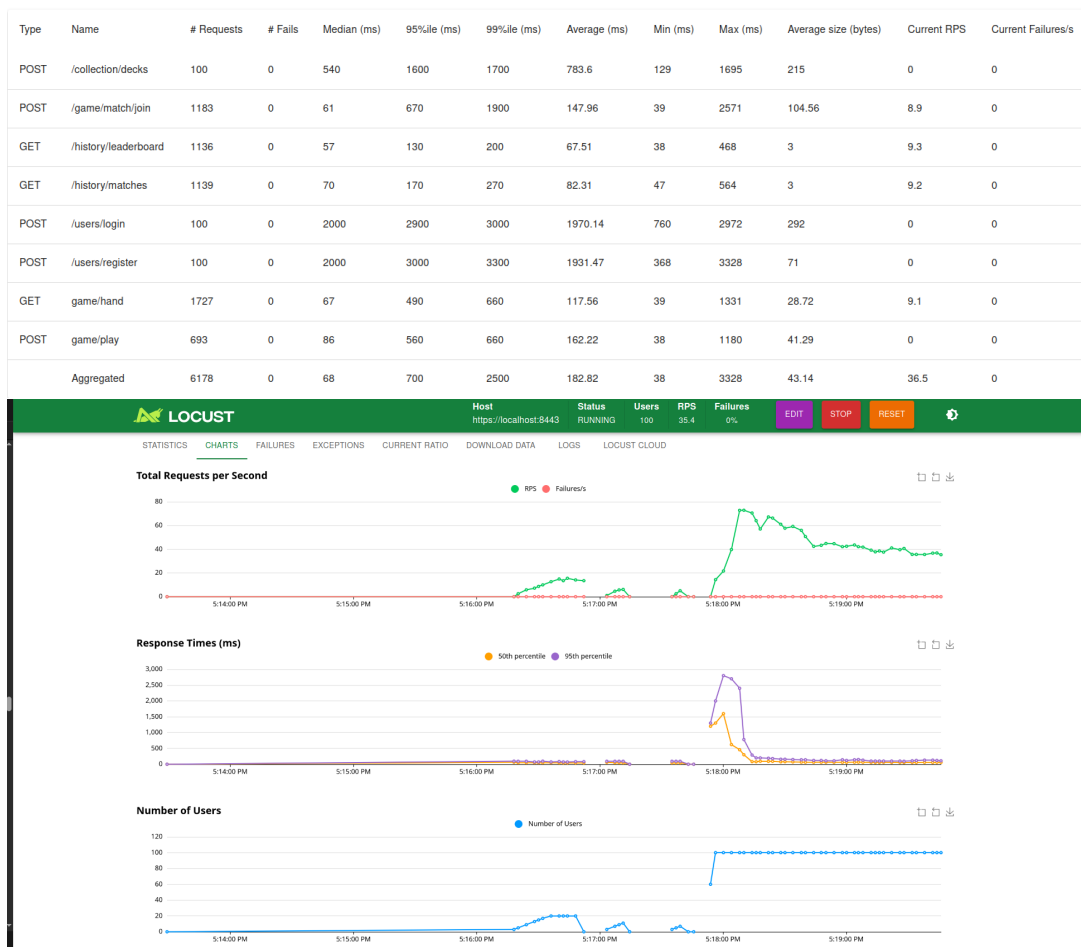 Type Name # Requests # Fails Median (ms) 95%ile (ms) 99%ile (ms) Average (ms) Min (ms) Max (ms) Average size (bytes) Current RPS Current Failures/s
POST /collection/decks 100 0 540 1600 1700 783.6 129 1695 215 0 0
POST /game/match/join 1183 0 61 670 1900 147.96 39 2571 104.56 8.9 0
GET /history/leaderboard 1136 0 57 130 200 67.51 38 468 3 9.3 0
GET /history/matches 1139 0 70 170 270 82.31 47 564 3 9.2 0
POST /users/login 100 0 2000 2900 3000 1970.14 760 2972 292 0 0
POST /users/register 100 0 2000 3000 3300 1931.47 368 3328 71 0 0
GET game/hand 1727 0 67 490 660 117.56 39 1331 28.72 9.1 0
POST game/play 693 0 86 560 660 162.22 38 1180 41.29 0 0
Aggregated 6178 0 68 700 2500 182.82 38 3328 43.14 36.5 0
LOCUST
Host Status Users RPS Failures
https://localhost:8443 RUNNING 100 35.4 0%
EDIT STOP RESET
STATISTICS CHARTS FAILURES EXCEPTIONS CURRENT RATIO DOWNLOAD DATA LOGS LOCUST CLOUD
Total Requests per Second
RPS Failures/s
80
60
40
20
0
5:14:00 PM 5:15:00 PM 5:16:00 PM 5:17:00 PM 5:18:00 PM 5:19:00 PM
Response Times (ms)
50th percentile 95th percentile
3,000
2,500
2,000
1,500
1,000
500
0
5:14:00 PM 5:15:00 PM 5:16:00 PM 5:17:00 PM 5:18:00 PM 5:19:00 PM
Number of Users
Number of Users
120
100
80
60
40
20
0
5:14:00 PM 5:15:00 PM 5:16:00 PM 5:17:00 PM 5:18:00 PM 5:19:00 PM